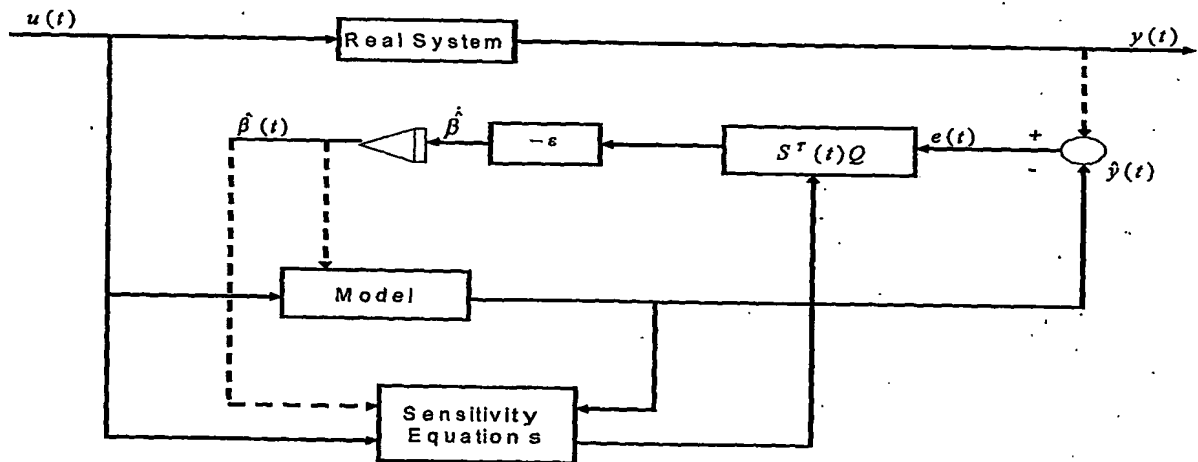 u(t)
Real System
y(t)
β̂(t)
β̂̇
-ε
S^T(t)Q
e(t)
+
-
ŷ(t)
Model
Sensitivity
Equations